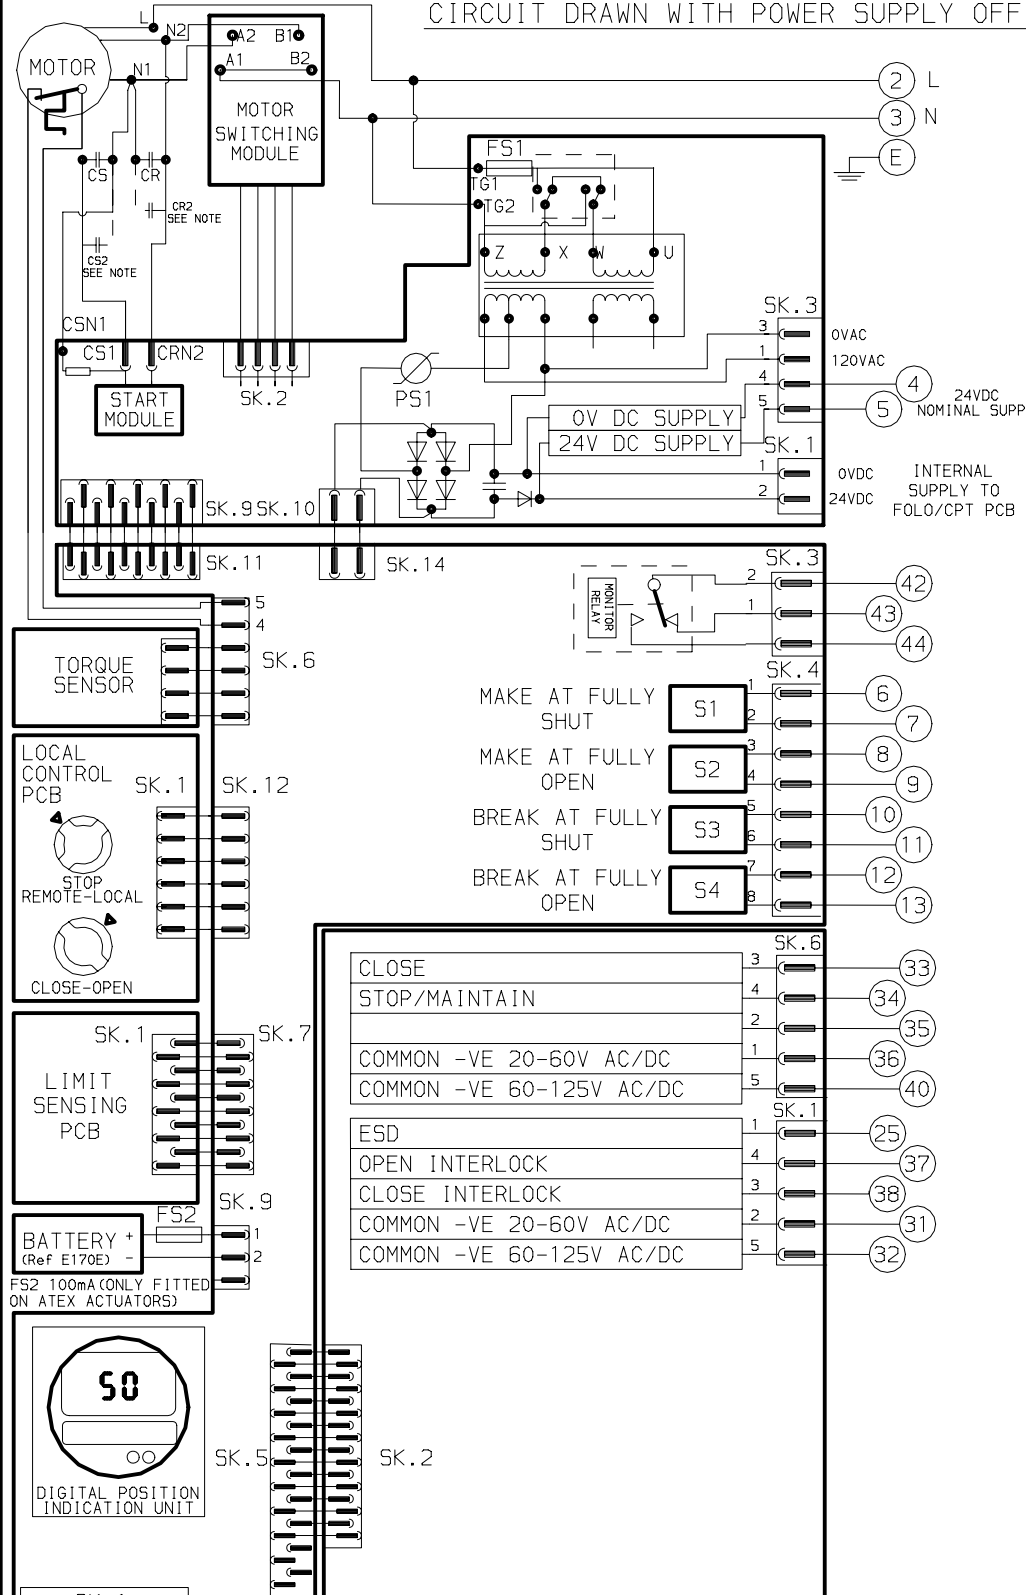 CIRCUIT DRAWN WITH POWER SUPPLY OFF
L
N2
MOTOR
N1
A2 B1
A1 B2
MOTOR
SWITCHING
MODULE
2 L
3 N
E
FS1
TG1
TG2
CS CR
CR2
SEE NOTE
CS2
SEE NOTE
Z X W U
CSN1
CS1 CRN2
START
MODULE
SK.2
PS1
SK.3
3 0VAC
1 120VAC
4 4
5 5
24VDC
NOMINAL SUPP
0V DC SUPPLY
24V DC SUPPLY
SK.1
1 0VDC
2 24VDC
INTERNAL
SUPPLY TO
FOLO/CPT PCB
SK.9 SK.10
SK.11 SK.14
MONITOR
RELAY
SK.3
2 42
1 43
44
5
4
SK.6
TORQUE
SENSOR
SK.4
MAKE AT FULLY
SHUT
S1
1 6
2 7
MAKE AT FULLY
OPEN
S2
3 8
4 9
BREAK AT FULLY
SHUT
S3
5 10
6 11
BREAK AT FULLY
OPEN
S4
7 12
8 13
LOCAL
CONTROL
PCB
SK.1 SK.12
STOP
REMOTE-LOCAL
CLOSE-OPEN
SK.6
CLOSE 3 33
STOP/MAINTAIN 4 34
2 35
COMMON -VE 20-60V AC/DC 1 36
COMMON -VE 60-125V AC/DC 5 40
SK.1
ESD 1 25
OPEN INTERLOCK 4 37
CLOSE INTERLOCK 3 38
COMMON -VE 20-60V AC/DC 2 31
COMMON -VE 60-125V AC/DC 5 32
SK.1 SK.7
LIMIT
SENSING
PCB
SK.9
FS2
BATTERY + 1
(Ref E170E) - 2
FS2 100mA(ONLY FITTED
ON ATEX ACTUATORS)
50
SK.5 SK.2
DIGITAL POSITION
INDICATION UNIT